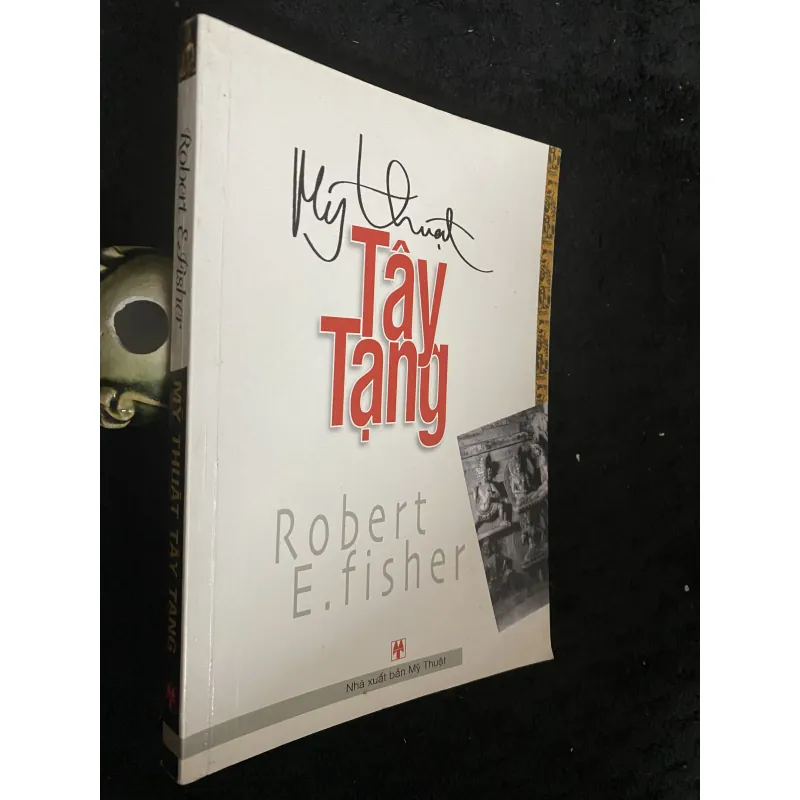 Mỹ thuật
Tây
Tạng
Robert
E.fisher
Nhà xuất bản Mỹ Thuật
Robert E.fisher
MỸ THUẬT TÂY TẠNG